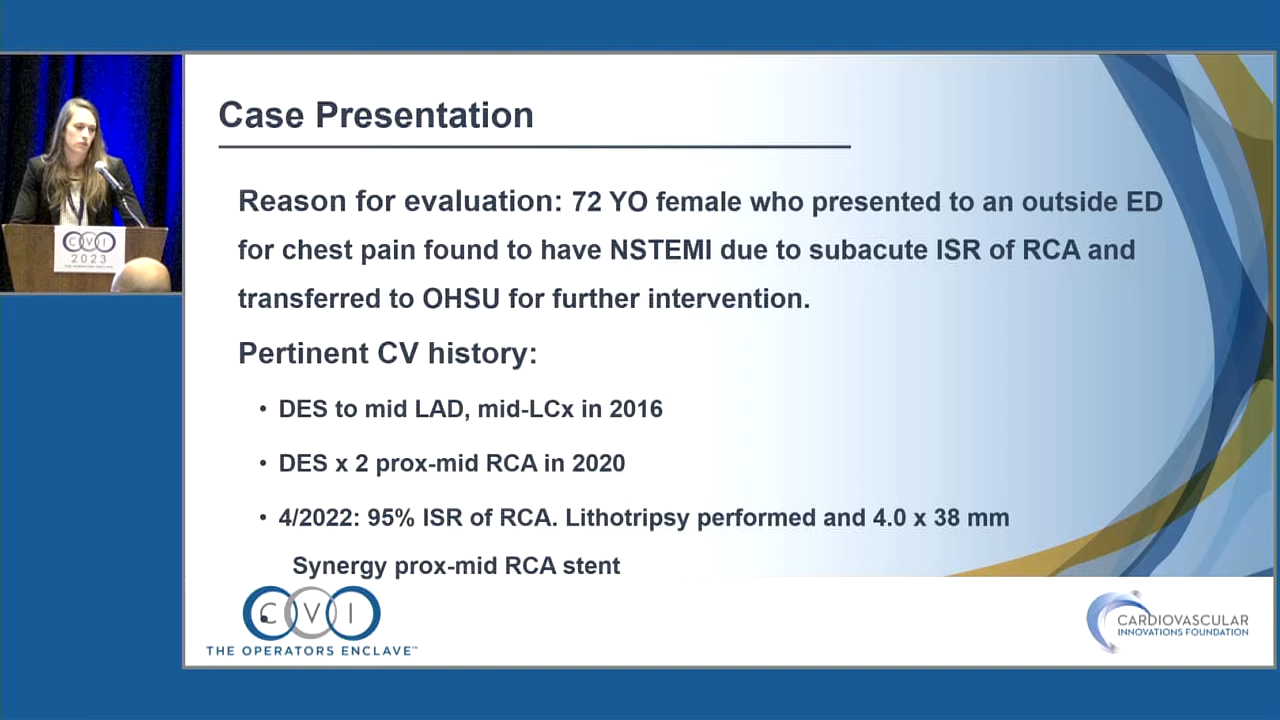 Case Presentation
Reason for evaluation: 72 YO female who presented to an outside ED
for chest pain found to have NSTEMI due to subacute ISR of RCA and
transferred to OHSU for further intervention.
Pertinent CV history:
• DES to mid LAD, mid-LCx in 2016
• DES x 2 prox-mid RCA in 2020
• 4/2022: 95% ISR of RCA. Lithotripsy performed and 4.0 x 38 mm
Synergy prox-mid RCA stent
CVI
THE OPERATORS ENCLAVE™
CARDIOVASCULAR
INNOVATIONS FOUNDATION
CVI
2023
THE OPERATORS ENCLAVE